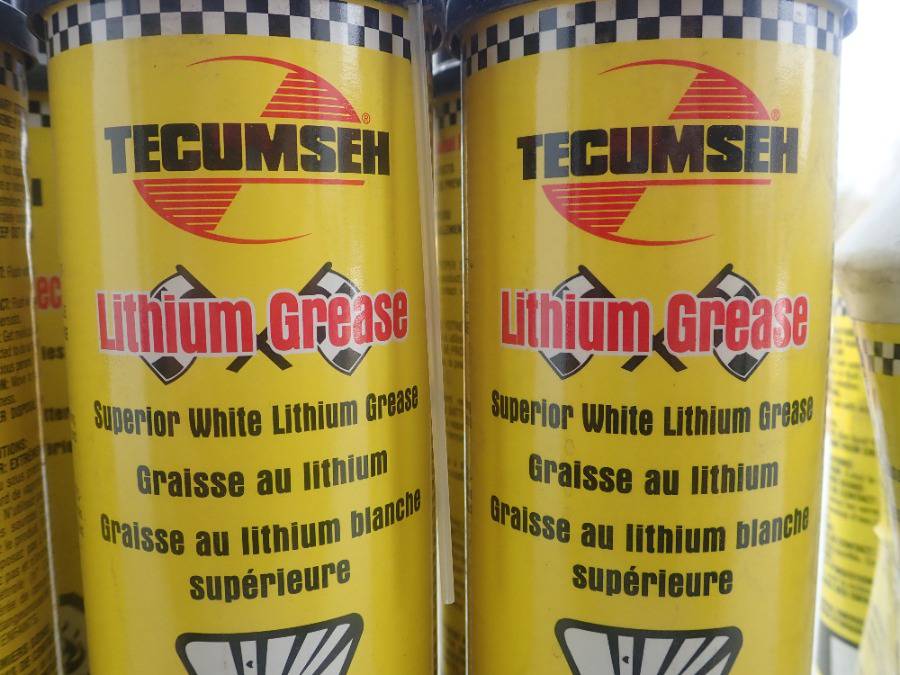 TECUMSEH®
Lithium Grease
Superior White Lithium Grease
Graisse au lithium
Graisse au lithium blanche
supérieure
TECUMSEH®
Lithium Grease
Superior White Lithium Grease
Graisse au lithium
Graisse au lithium blanche
supérieure